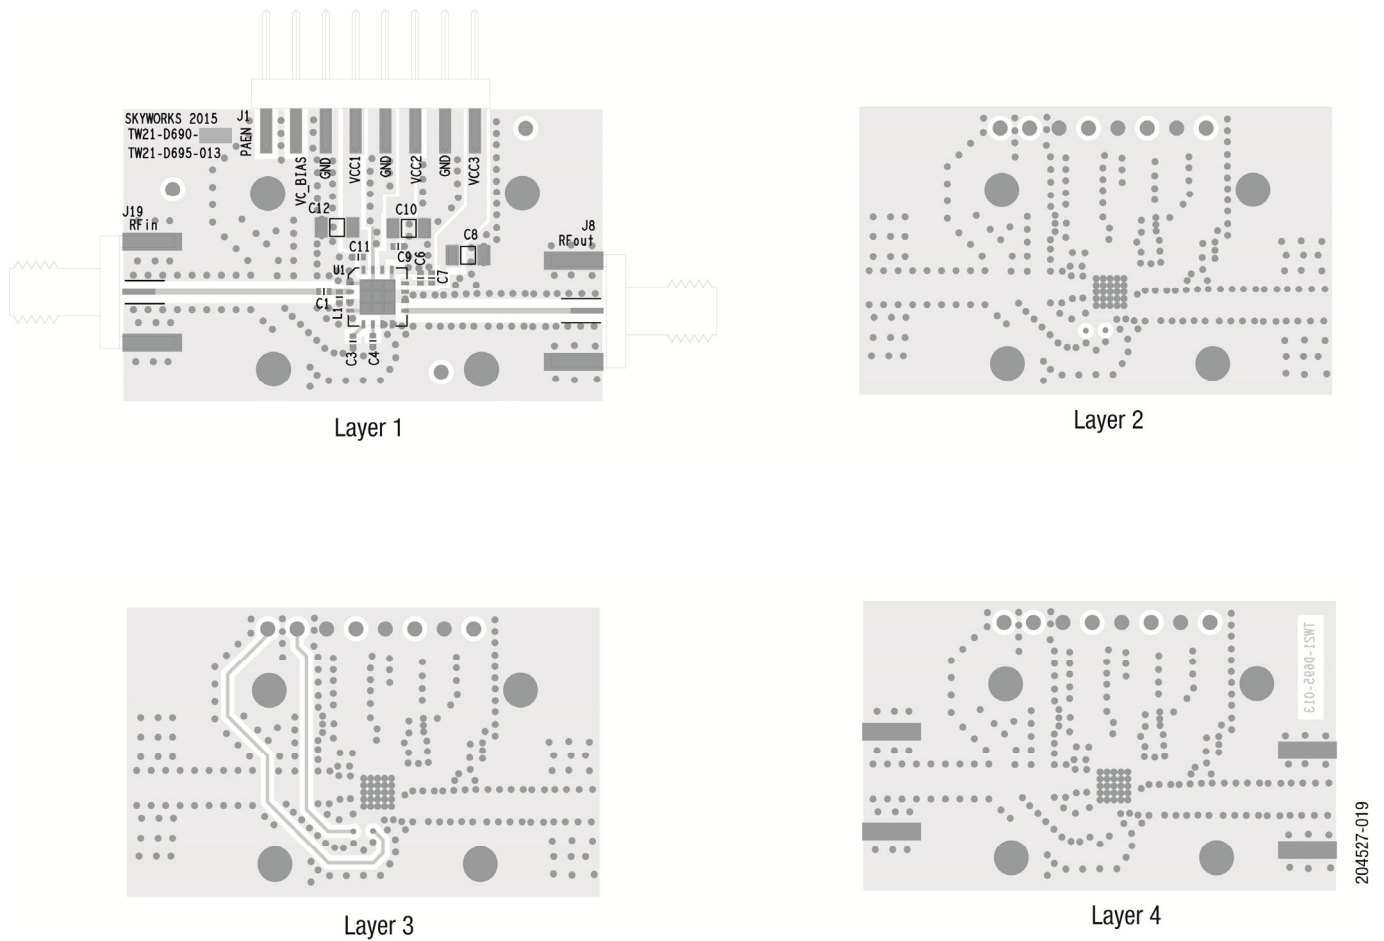 SKYWORKS 2015
TW21-D690-
TW21-D695-013
J1
PAEN
VC_BIAS
GND
VCC1
GND
VCC2
GND
VCC3
J19
RFin
C12
C10
C8
J8
RFout
C11
C9
C6
C7
U1
C1
L1
C3
C4
Layer 1
Layer 2
Layer 3
TW21-D695-013
Layer 4
204527-019